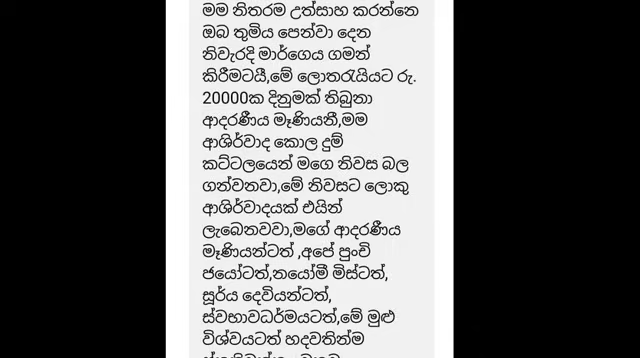 මම නිතරම උත්සාහ කරන්නෙ
ඔබ තුමිය පෙන්වා දෙන
නිවැරදි මාර්ගෙය ගමන්
කිරීමටයී,මේ ලොතරැයියට රු.
20000ක දිනුමක් තිබුනා
ආදරණීය මෑණියනී,මම
ආශිර්වාද කොල දුම්
කට්ටලයෙන් මගෙ නිවස බල
ගන්වනවා,මේ නිවසට ලොකු
ආශිර්වාදයක් එයින්
ලැබෙනවවා,මගේ ආදරණීය
මෑණියන්ටත් ,අපේ පුංචි
ජයෝටත්,නයෝමී මිස්ටත්,
සූර්ය දෙවියන්ටත්,
ස්වභාවධර්මයටත්,මේ මුළු
විශ්වයටත් හදවතින්ම